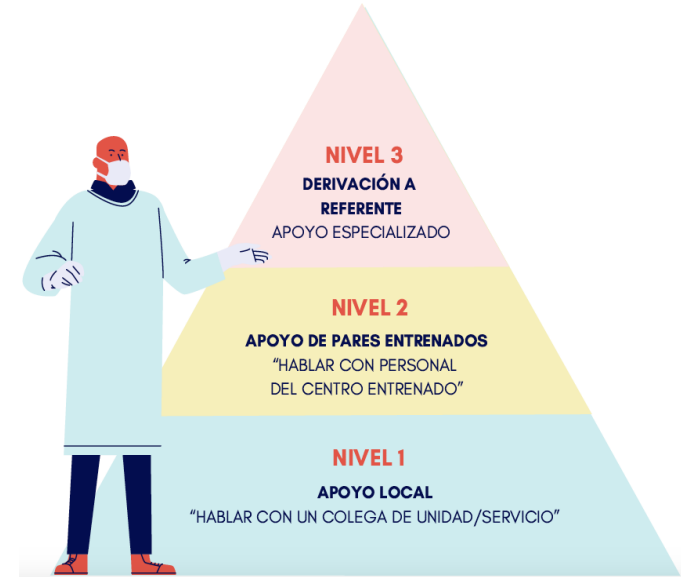 NIVEL 3
DERIVACIÓN A
REFERENTE
APOYO ESPECIALIZADO
NIVEL 2
APOYO DE PARES ENTRENADOS
“HABLAR CON PERSONAL
DEL CENTRO ENTRENADO”
NIVEL 1
APOYO LOCAL
“HABLAR CON UN COLEGA DE UNIDAD/SERVICIO”